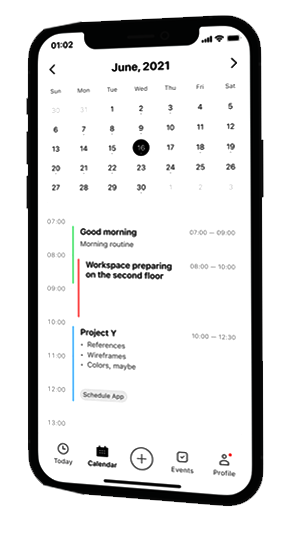 01:02
June, 2021
Sun Mon Tue Wed Thu Fri Sat
30 31 1 2 3 4 5
6 7 8 9 10 11 12
13 14 15 16 17 18 19
20 21 22 23 24 25 26
27 28 29 30 1 2 3
07:00
Good morning 07:00 — 09:00
Morning routine
08:00
Workspace preparing 08:00 — 10:00
on the second floor
09:00
10:00
Project Y 10:00 — 12:30
• References
11:00
• Wireframes
• Colors, maybe
12:00
Schedule App
13:00
Today Calendar Events Profile